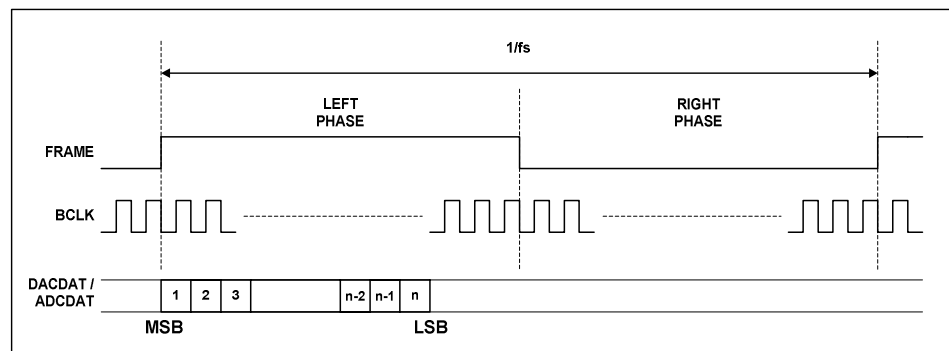 1/fs
LEFT
PHASE
RIGHT
PHASE
FRAME
BCLK
DACDAT /
ADCDAT
1 2 3 n-2 n-1 n
MSB LSB